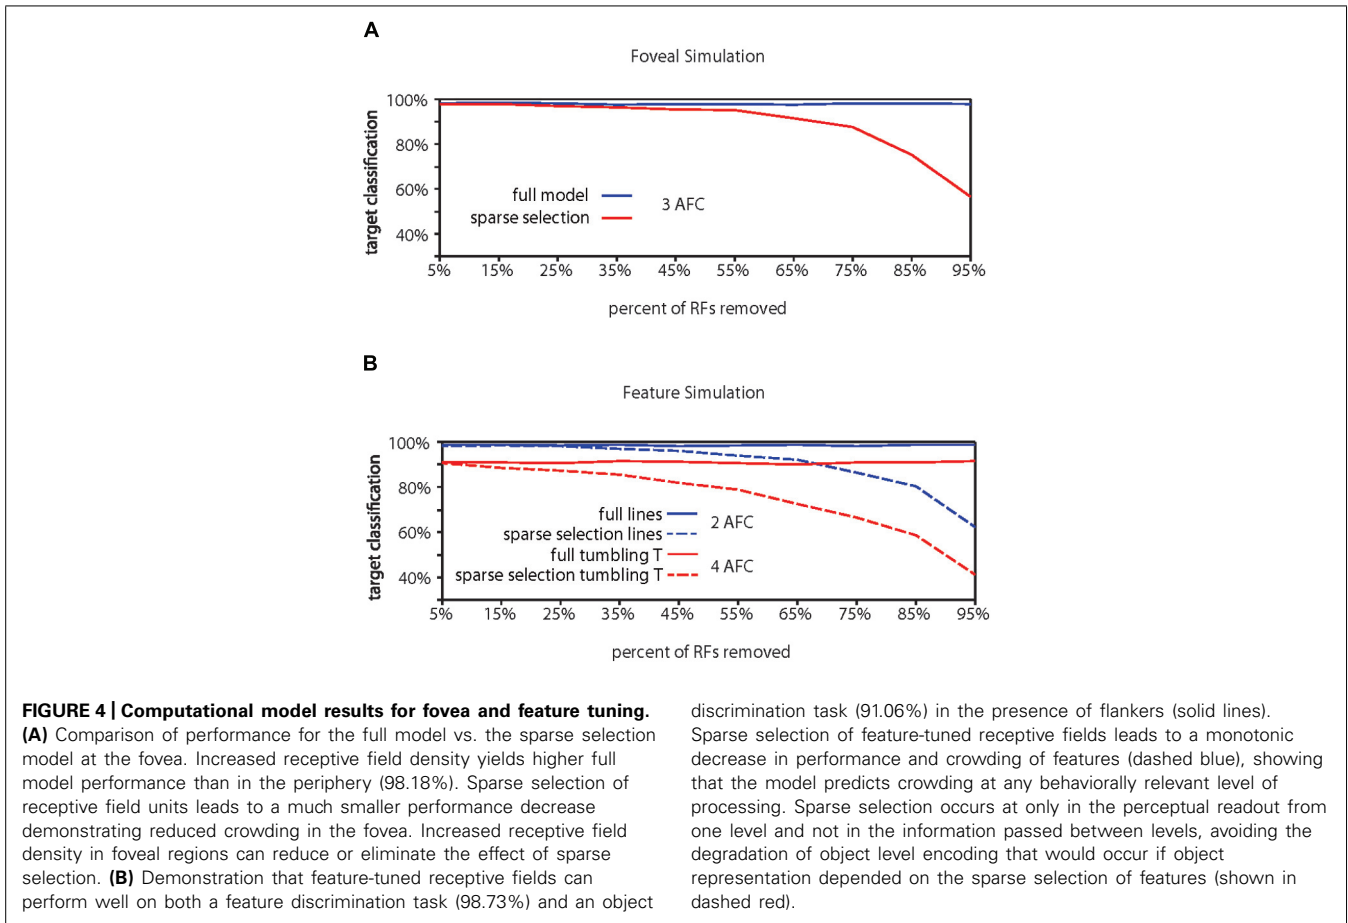 A
Foveal Simulation
target classification
100%
80%
60%
40%
full model
sparse selection
3 AFC
5% 15% 25% 35% 45% 55% 65% 75% 85% 95%
percent of RFs removed
B
Feature Simulation
target classification
100%
80%
60%
40%
full lines
sparse selection lines
2 AFC
full tumbling T
sparse selection tumbling T
4 AFC
5% 15% 25% 35% 45% 55% 65% 75% 85% 95%
percent of RFs removed
FIGURE 4 | Computational model results for fovea and feature tuning.
(A) Comparison of performance for the full model vs. the sparse selection
model at the fovea. Increased receptive field density yields higher full
model performance than in the periphery (98.18%). Sparse selection of
receptive field units leads to a much smaller performance decrease
demonstrating reduced crowding in the fovea. Increased receptive field
density in foveal regions can reduce or eliminate the effect of sparse
selection. (B) Demonstration that feature-tuned receptive fields can
perform well on both a feature discrimination task (98.73%) and an object
discrimination task (91.06%) in the presence of flankers (solid lines).
Sparse selection of feature-tuned receptive fields leads to a monotonic
decrease in performance and crowding of features (dashed blue), showing
that the model predicts crowding at any behaviorally relevant level of
processing. Sparse selection occurs at only in the perceptual readout from
one level and not in the information passed between levels, avoiding the
degradation of object level encoding that would occur if object
representation depended on the sparse selection of features (shown in
dashed red).